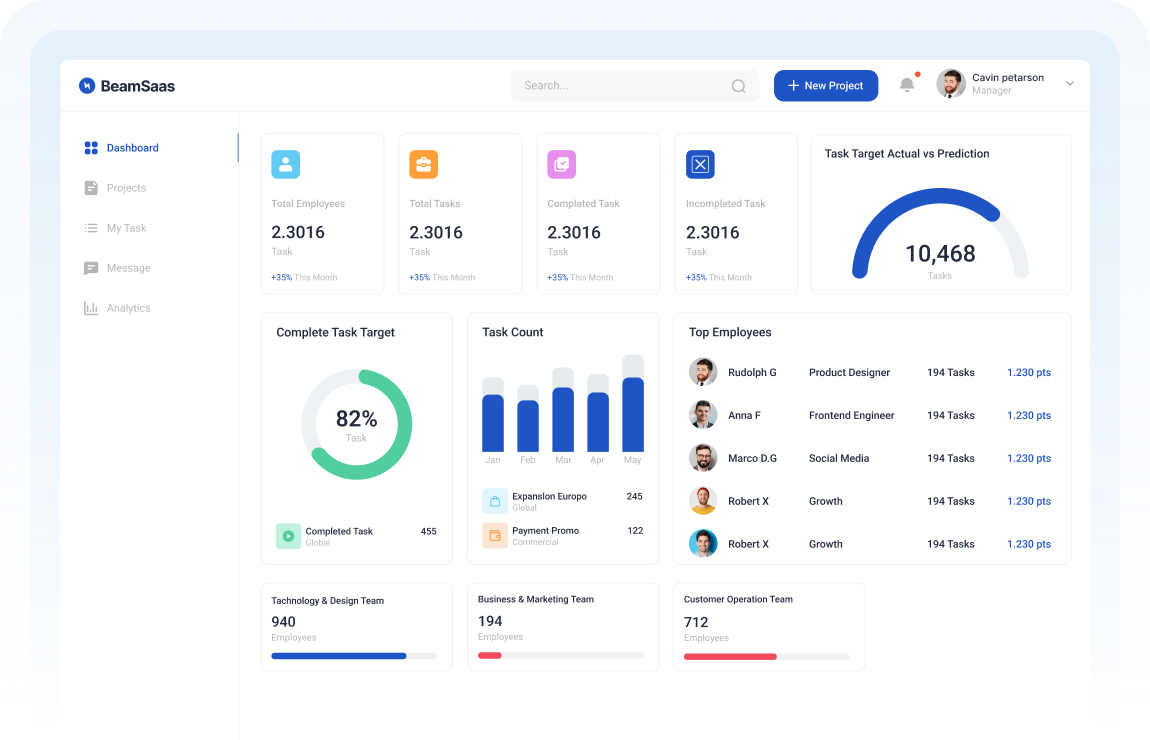 BeamSaas
Search...
New Project
Cavin petarson
Manager
Dashboard
Projects
My Task
Message
Analytics
Total Employees
2.3016
Task
+35% This Month
Total Tasks
2.3016
Task
+35% This Month
Complated Task
2.3016
Task
+35% This Month
Incompleted Task
2.3016
Task
+35% This Month
Task Target Actual vs Prediction
10,468
Tasks
Complete Task Target
82%
Task
Completed Task
455
Global
Task Count
Jan Feb Mar Apr May
Expansion Europo
245
Global
Payment Promo
122
Commercial
Top Employees
Rudolph G Product Designer 194 Tasks 1.230 pts
Anna F Frontend Engineer 194 Tasks 1.230 pts
Marco D.G Social Media 194 Tasks 1.230 pts
Robert X Growth 194 Tasks 1.230 pts
Robert X Growth 194 Tasks 1.230 pts
Tachnology & Design Team
940
Employees
Business & Marketing Team
194
Employees
Customer Operation Team
712
Employees